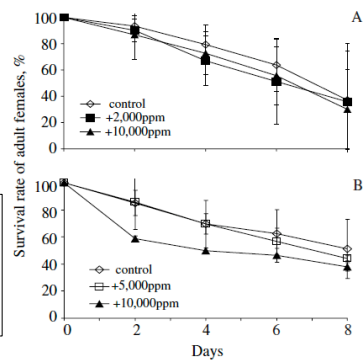 Survival rate of adult females, %
A
100
80
60
40
20
0
control
+2,000ppm
+10,000ppm
B
100
80
60
40
20
0
control
+5,000ppm
+10,000ppm
0 2 4 6 8
Days